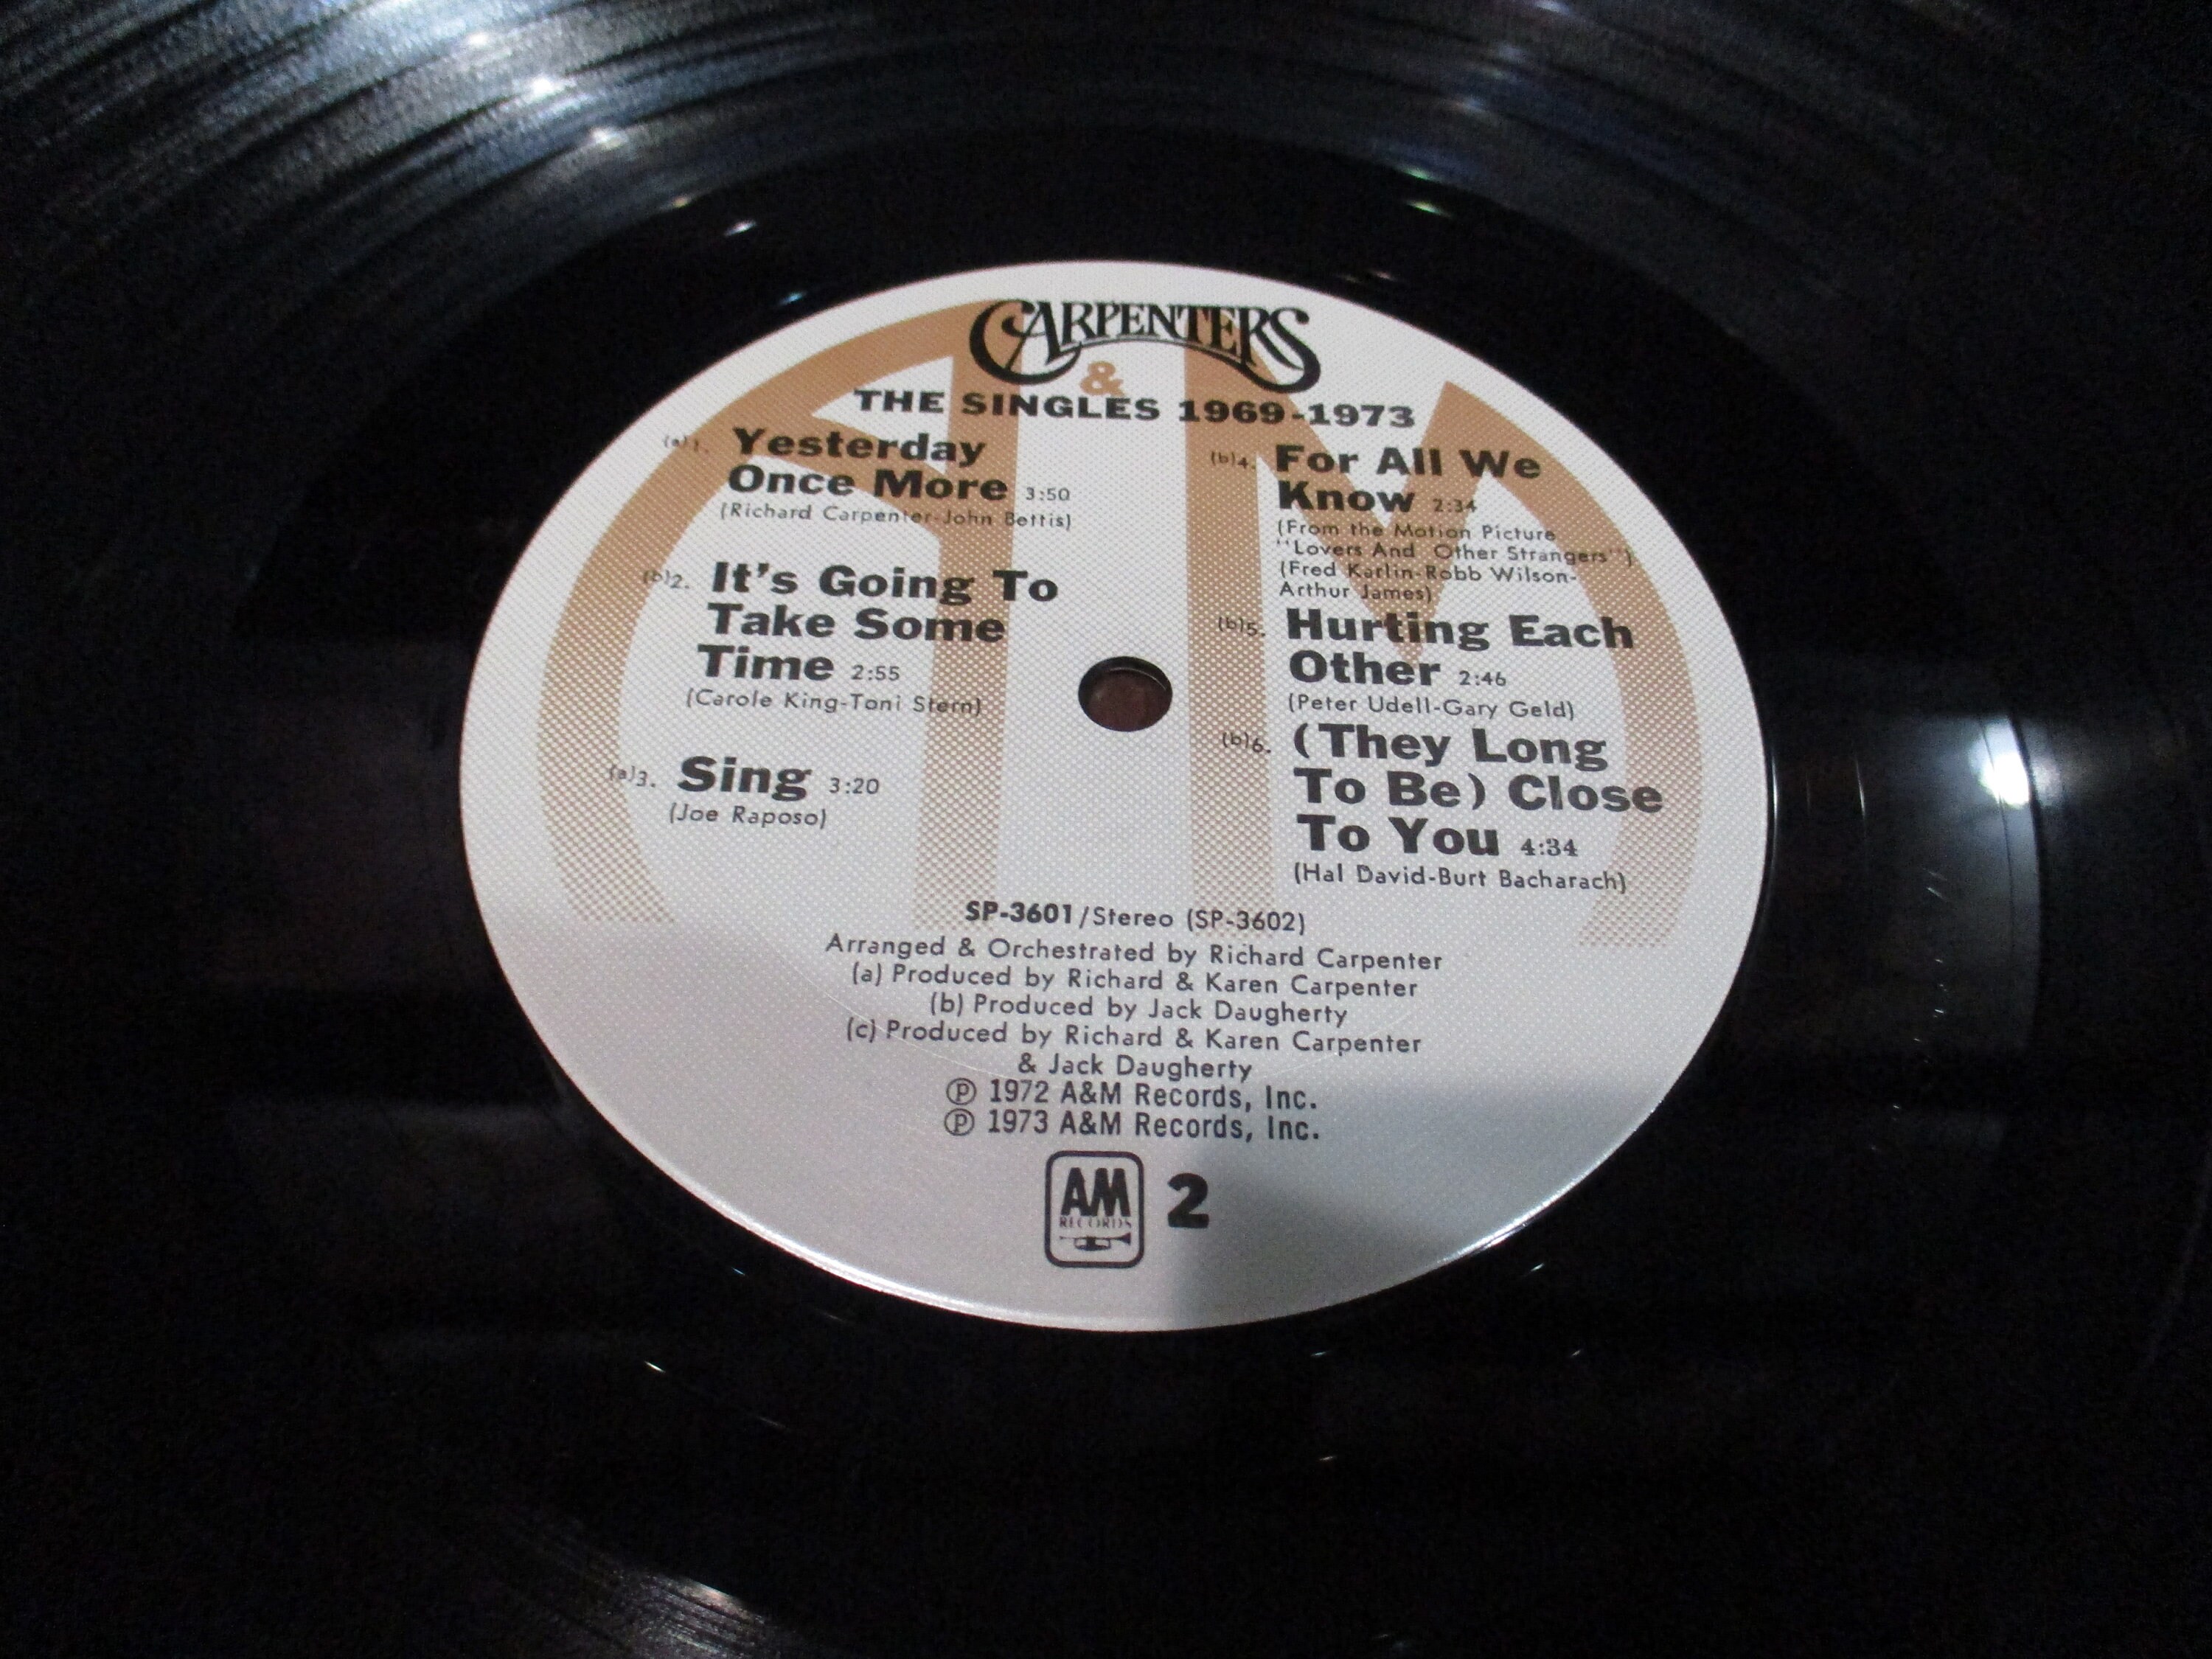 CARPENTERS
&
THE SINGLES 1969-1973
(a)1. Yesterday
Once More 3:50
(Richard Carpenter-John Bettis)
(b)2. It's Going To
Take Some
Time 2:55
(Carole King-Toni Stern)
(a)3. Sing 3:20
(Joe Raposo)
(b)4. For All We
Know 2:34
(From the Motion Picture
''Lovers And Other Strangers'')
(Fred Karlin-Robb Wilson-
Arthur James)
(b)5. Hurting Each
Other 2:46
(Peter Udell-Gary Geld)
(b)6. (They Long
To Be) Close
To You 4:34
(Hal David-Burt Bacharach)
SP-3601/Stereo (SP-3602)
Arranged & Orchestrated by Richard Carpenter
(a) Produced by Richard & Karen Carpenter
(b) Produced by Jack Daugherty
(c) Produced by Richard & Karen Carpenter
& Jack Daugherty
℗ 1972 A&M Records, Inc.
℗ 1973 A&M Records, Inc.
AM 2
RECORDS